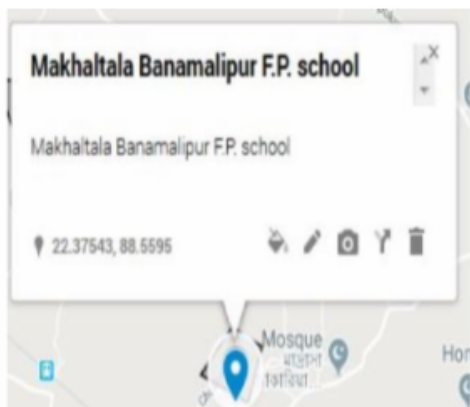 Makhaltala Banamalipur F.P. school
Makhaltala Banamalipur F.P. school
22.37543, 88.5595
Mosque
Hor